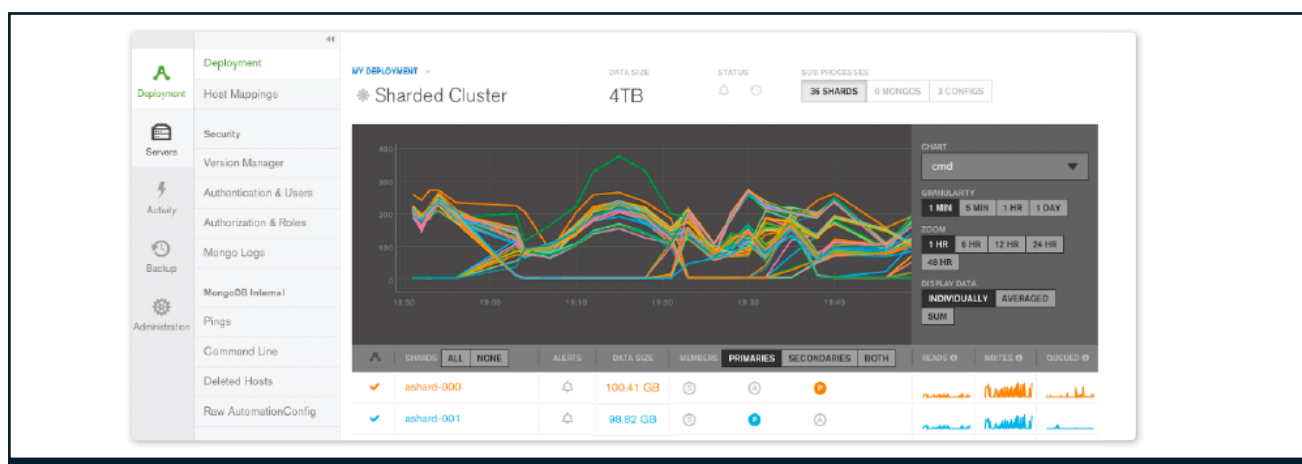 Deployment
Servers
Activity
Backup
Administration
Deployment
Host Mappings
Security
Version Manager
Authentication & Users
Authorization & Roles
Mongo Logs
MongoDB Internal
Pings
Command Line
Deleted Hosts
Raw AutomationConfig
MY DEPLOYMENT >
Sharded Cluster
DATA SIZE
4TB
STATUS
SUB PROCESSES
36 SHARDS 0 MONGOS 3 CONFIGS
400
300
200
100
0
18:50 19:00 19:10 19:20 19:30 19:40
CHART
cmd
GRANULARITY
1 MIN 5 MIN 1 HR 1 DAY
ZOOM
1 HR 6 HR 12 HR 24 HR
48 HR
DISPLAY DATA
INDIVIDUALLY AVERAGED
SUM
SHARDS ALL NONE ALERTS DATA SIZE MEMBERS PRIMARIES SECONDARIES BOTH READS WRITES QUEUED
ashard-000 100.41 GB S A P
ashard-001 98.82 GB S P A